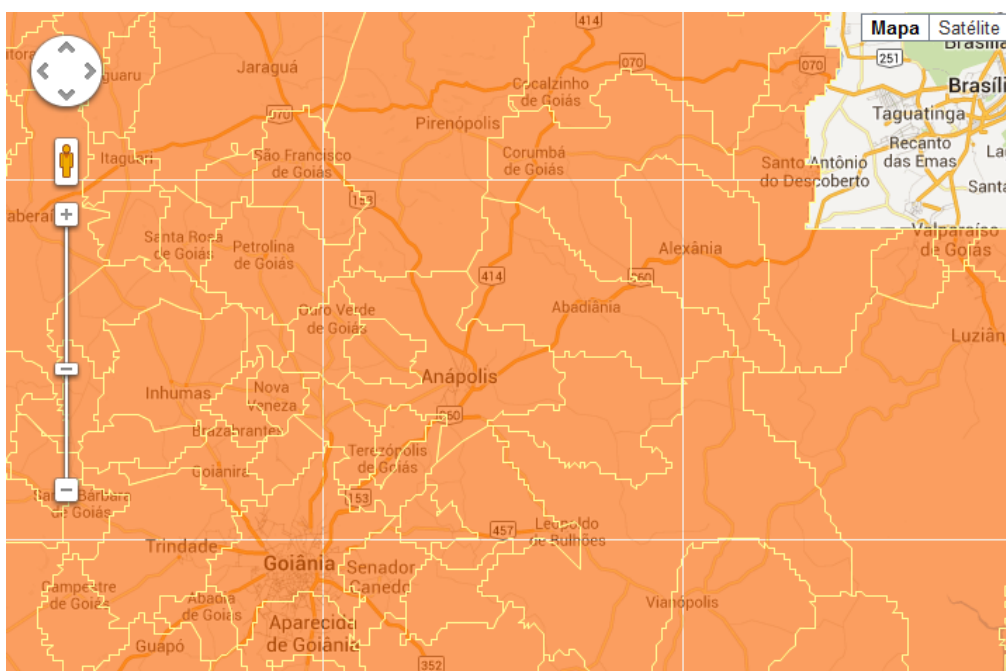 414
Mapa
Satélite
Brasília
251
Brasíli
Taguatinga
Recanto
das Emas
Santa
Jaraguá
070
070
Cocalzinho
de Goiás
070
Pirenópolis
Itaguari
São Francisco
de Goiás
Corumbá
de Goiás
Santo Antônio
do Descoberto
aberaí
153
Santa Rosa
de Goiás
Petrolina
de Goiás
Alexânia
Valparaíso
de Goiás
414
060
Ouro Verde
de Goiás
Abadiânia
Luziân
Anápolis
Inhumas
Nova
Veneza
060
Brazabrantes
Goianira
Terezópolis
de Goiás
153
Santa Bárbara
de Goiás
457
Leopoldo
de Bulhões
Trindade
Goiânia
Senador
Canedo
Campestre
de Goiás
Abadia
de Goiás
Vianópolis
Aparecida
de Goiânia
Guapó
352